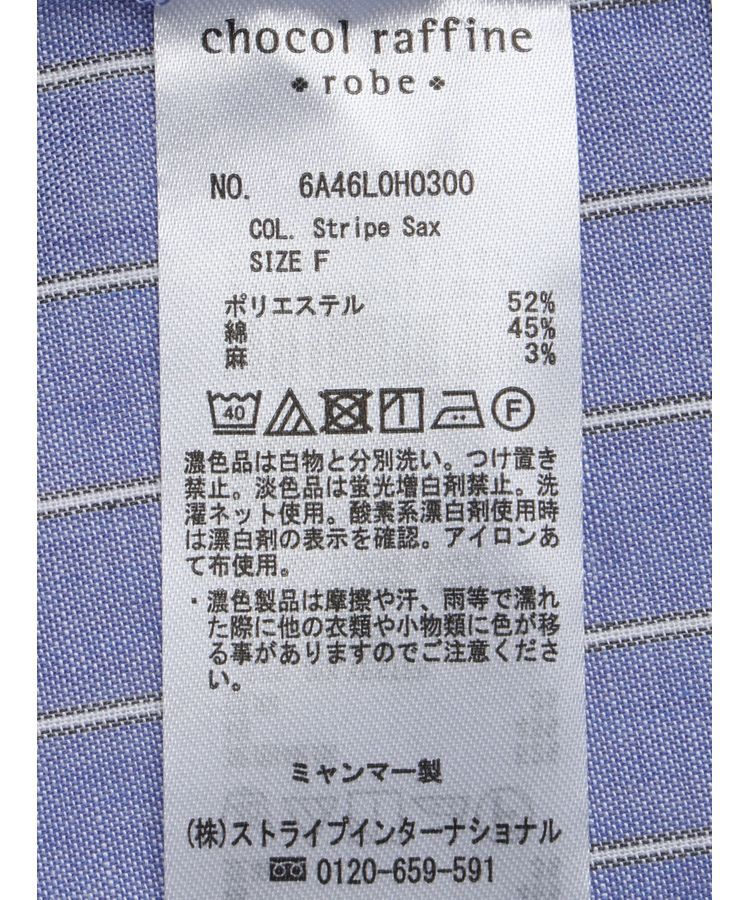 chocol raffine
robe
NO. 6A46L0H0300
COL. Stripe Sax
SIZE F
ポリエステル 52%
綿 45%
麻 3%
40 F
濃色品は白物と分別洗い。つけ置き
禁止。淡色品は蛍光増白剤禁止。洗
濯ネット使用。酸素系漂白剤使用時
は漂白剤の表示を確認。アイロンあ
て布使用。
・濃色製品は摩擦や汗、雨等で濡れ
た際に他の衣類や小物類に色が移
る事がありますのでご注意くださ
い。
ミャンマー製
(株)ストライプインターナショナル
0120-659-591